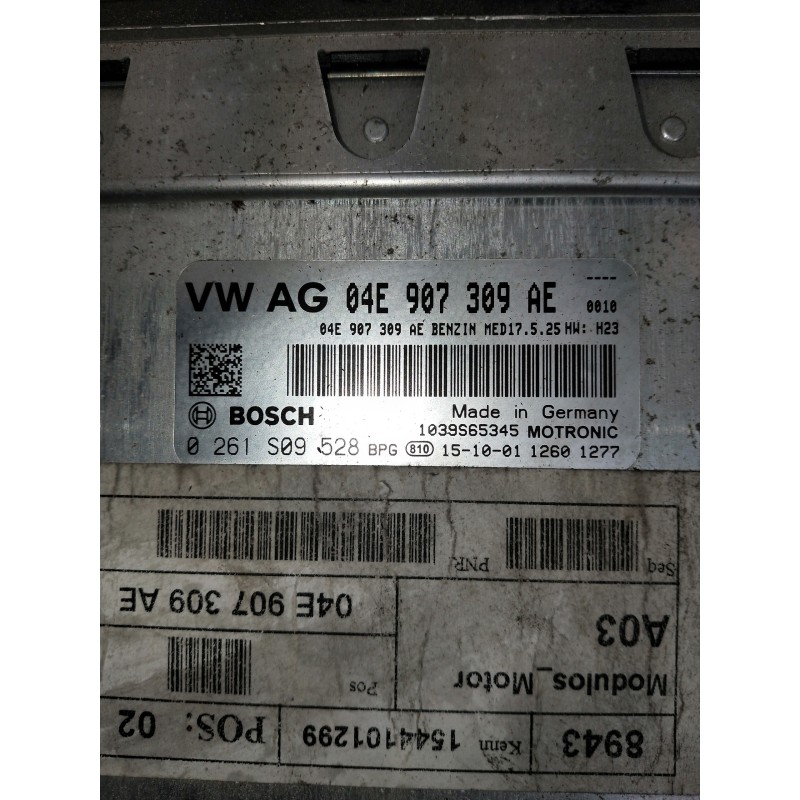 ----
VW AG 04E 907 309 AE 0010
04E 907 309 AE BENZIN MED17.5.25 HW: H23
BOSCH
Made in Germany
1039S65345 MOTRONIC
0 261 S09 528 BPG 810 15-10-01 1260 1277
8943 Kenn 1544101299 POS: 02
Modulos_Motor Pos
A03
04E 907 309 AE
Seq PNR